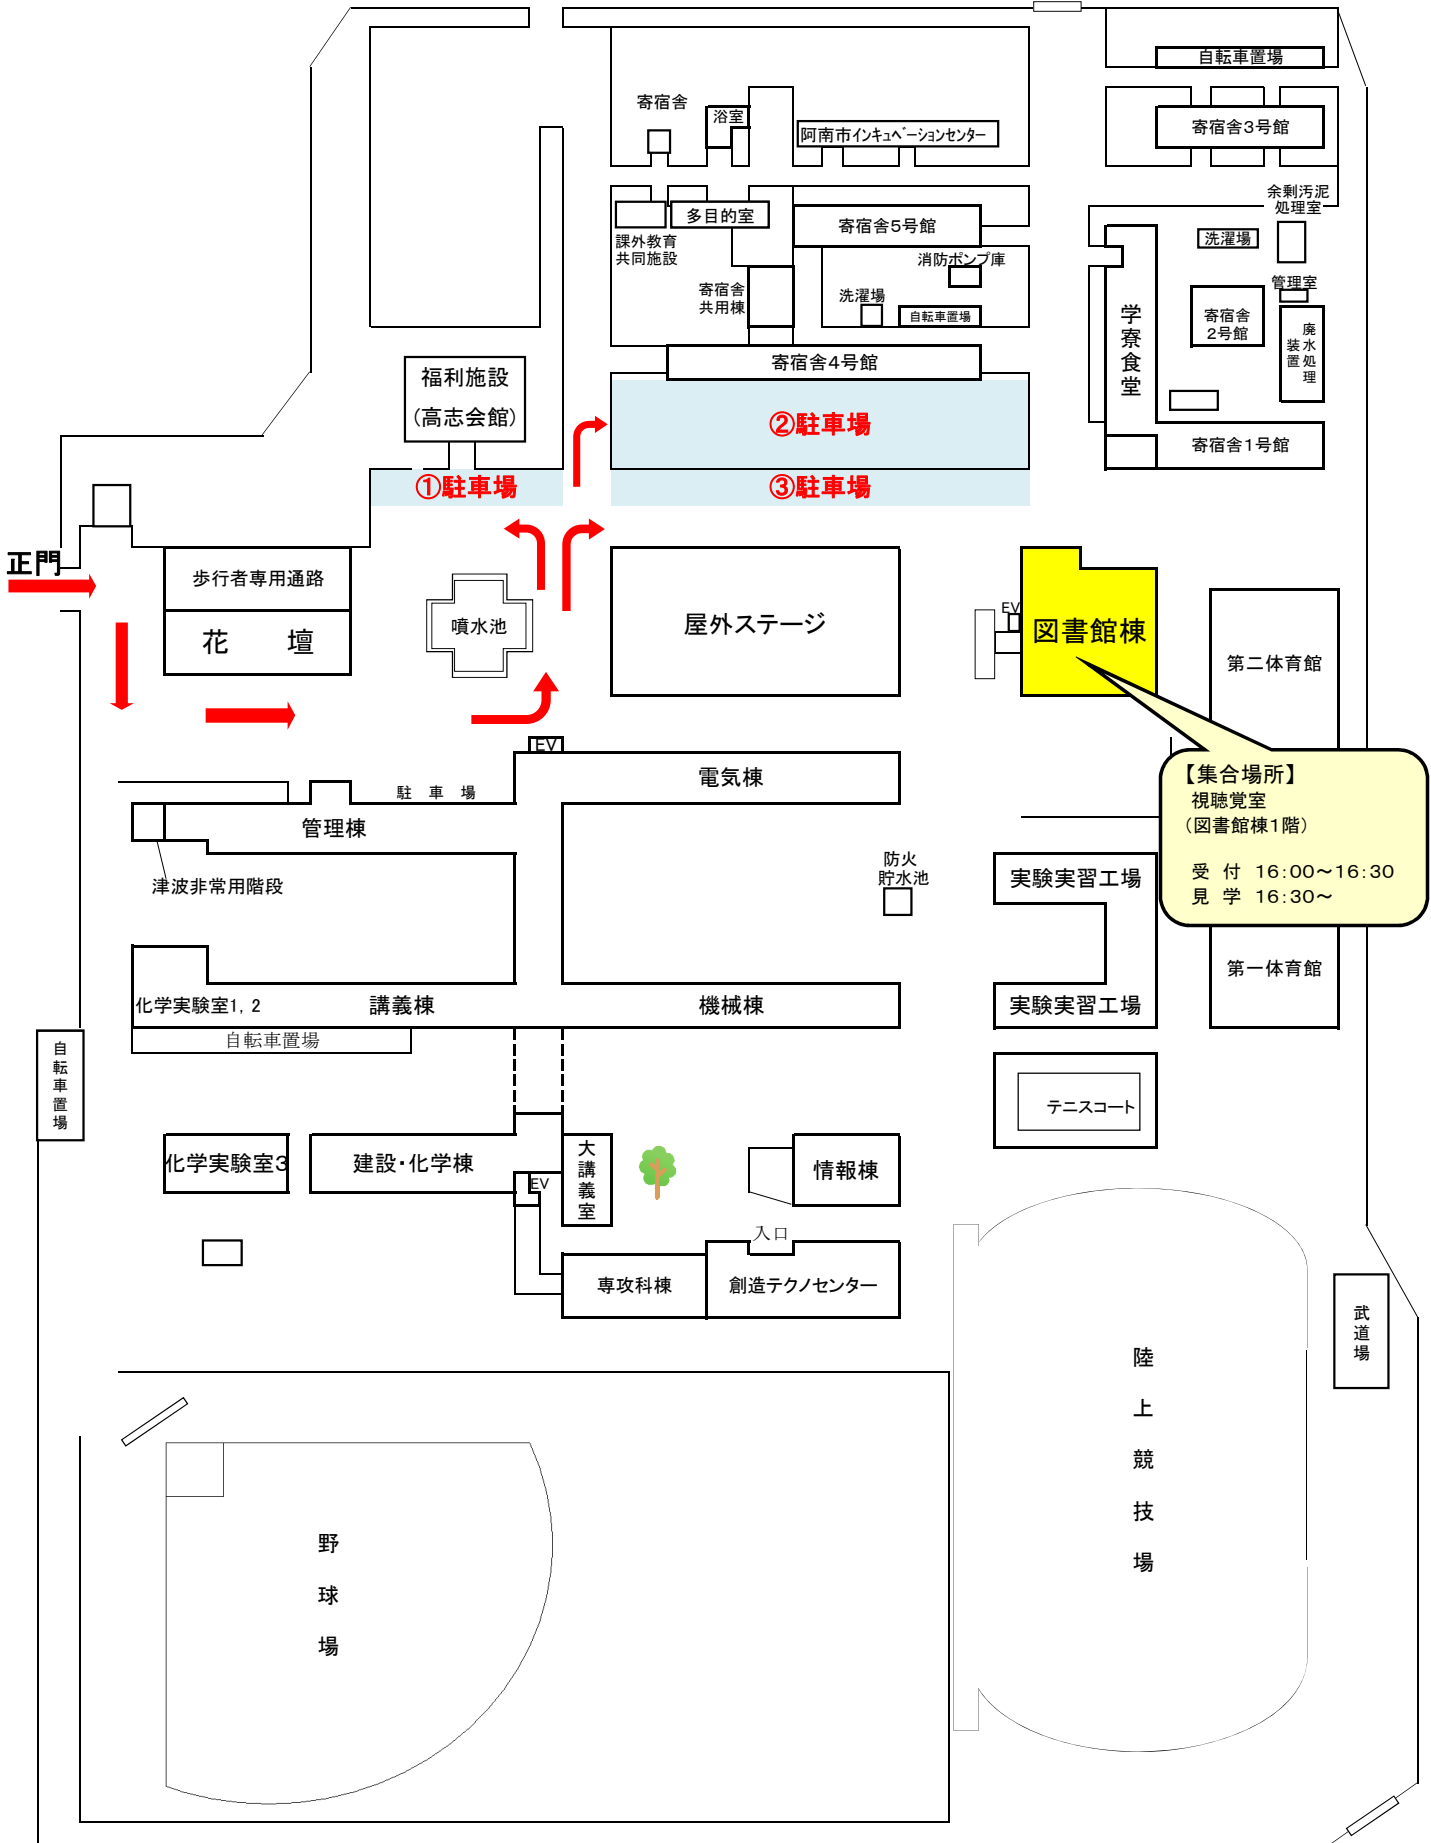 自転車置場
寄宿舎
浴室
阿南市インキュベーションセンター
寄宿舎3号館
余剰汚泥
処理室
多目的室
寄宿舎5号館
洗濯場
課外教育
共同施設
消防ポンプ庫
管理室
寄宿舎
共用棟
洗濯場
自転車置場
学寮食堂
寄宿舎
2号館
廃水処理
装置
寄宿舎4号館
福利施設
(高志会館)
②駐車場
寄宿舎1号館
①駐車場
③駐車場
正門
歩行者専用通路
花　壇
噴水池
屋外ステージ
EV
図書館棟
第二体育館
EV
電気棟
駐 車 場
管理棟
【集合場所】
視聴覚室
(図書館棟1階)
受 付 16:00～16:30
見 学 16:30～
津波非常用階段
防火
貯水池
実験実習工場
第一体育館
化学実験室1, 2
講義棟
機械棟
実験実習工場
自転車置場
自転車置場
テニスコート
化学実験室3
建設・化学棟
EV
大講義室
情報棟
入口
専攻科棟
創造テクノセンター
武道場
陸上競技場
野球場